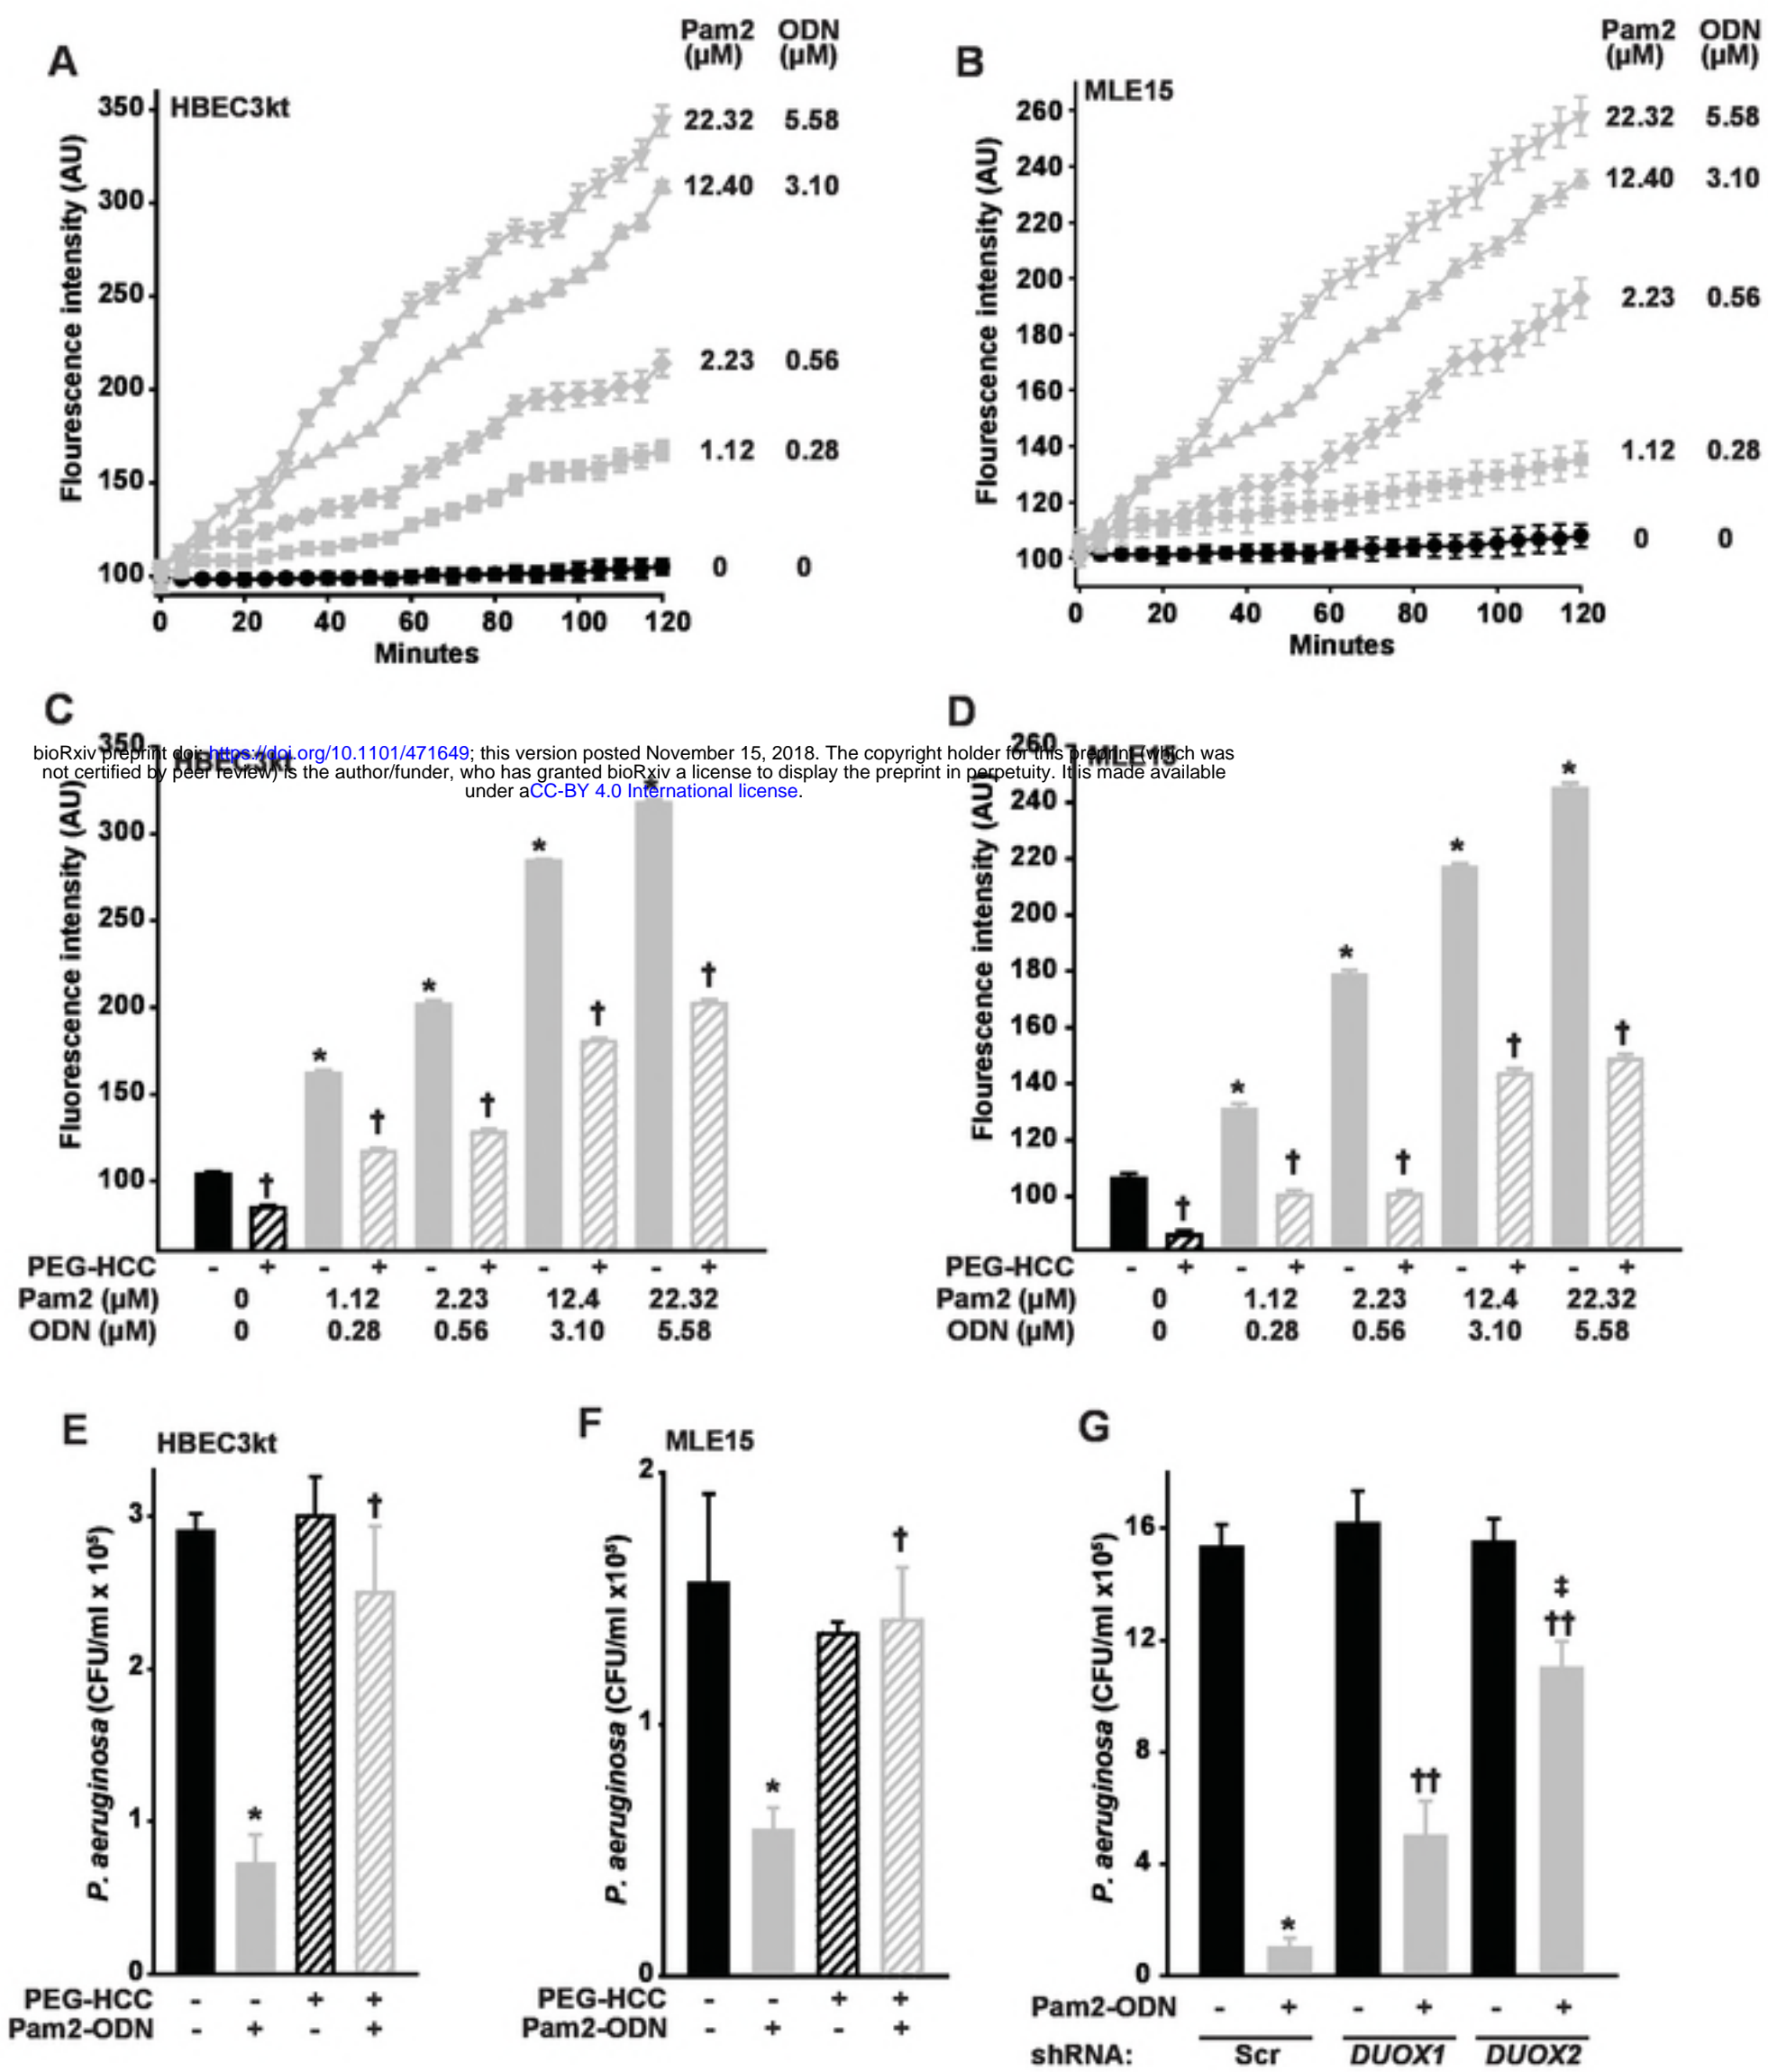 A
HBEC3kt
Pam2 (µM)
ODN (µM)
350
300
250
200
150
100
Flourescence intensity (AU)
22.32 5.58
12.40 3.10
2.23 0.56
1.12 0.28
0 0
0 20 40 60 80 100 120
Minutes
B
MLE15
Pam2 (µM)
ODN (µM)
260
240
220
200
180
160
140
120
100
Flourescence intensity (AU)
22.32 5.58
12.40 3.10
2.23 0.56
1.12 0.28
0 0
0 20 40 60 80 100 120
Minutes
bioRxiv preprint doi: https://doi.org/10.1101/471649; this version posted November 15, 2018. The copyright holder for this preprint (which was
not certified by peer review) is the author/funder, who has granted bioRxiv a license to display the preprint in perpetuity. It is made available
under aCC-BY 4.0 International license.
C
HBEC3kt
350
300
250
200
150
100
Fluorescence intensity (AU)
† * † * † * † * †
PEG-HCC - + - + - + - + - +
Pam2 (µM) 0 1.12 2.23 12.4 22.32
ODN (µM) 0 0.28 0.56 3.10 5.58
D
MLE15
260
240
220
200
180
160
140
120
100
Flourescence intensity (AU)
† * † * † * † * †
PEG-HCC - + - + - + - + - +
Pam2 (µM) 0 1.12 2.23 12.4 22.32
ODN (µM) 0 0.28 0.56 3.10 5.58
E
HBEC3kt
3
2
1
0
P. aeruginosa (CFU/ml x 10⁵)
* †
PEG-HCC - - + +
Pam2-ODN - + - +
F
MLE15
2
1
0
P. aeruginosa (CFU/ml x10⁵)
* †
PEG-HCC - - + +
Pam2-ODN - + - +
G
16
12
8
4
0
P. aeruginosa (CFU/ml x10⁵)
* †† ‡ ††
Pam2-ODN - + - + - +
shRNA: Scr DUOX1 DUOX2